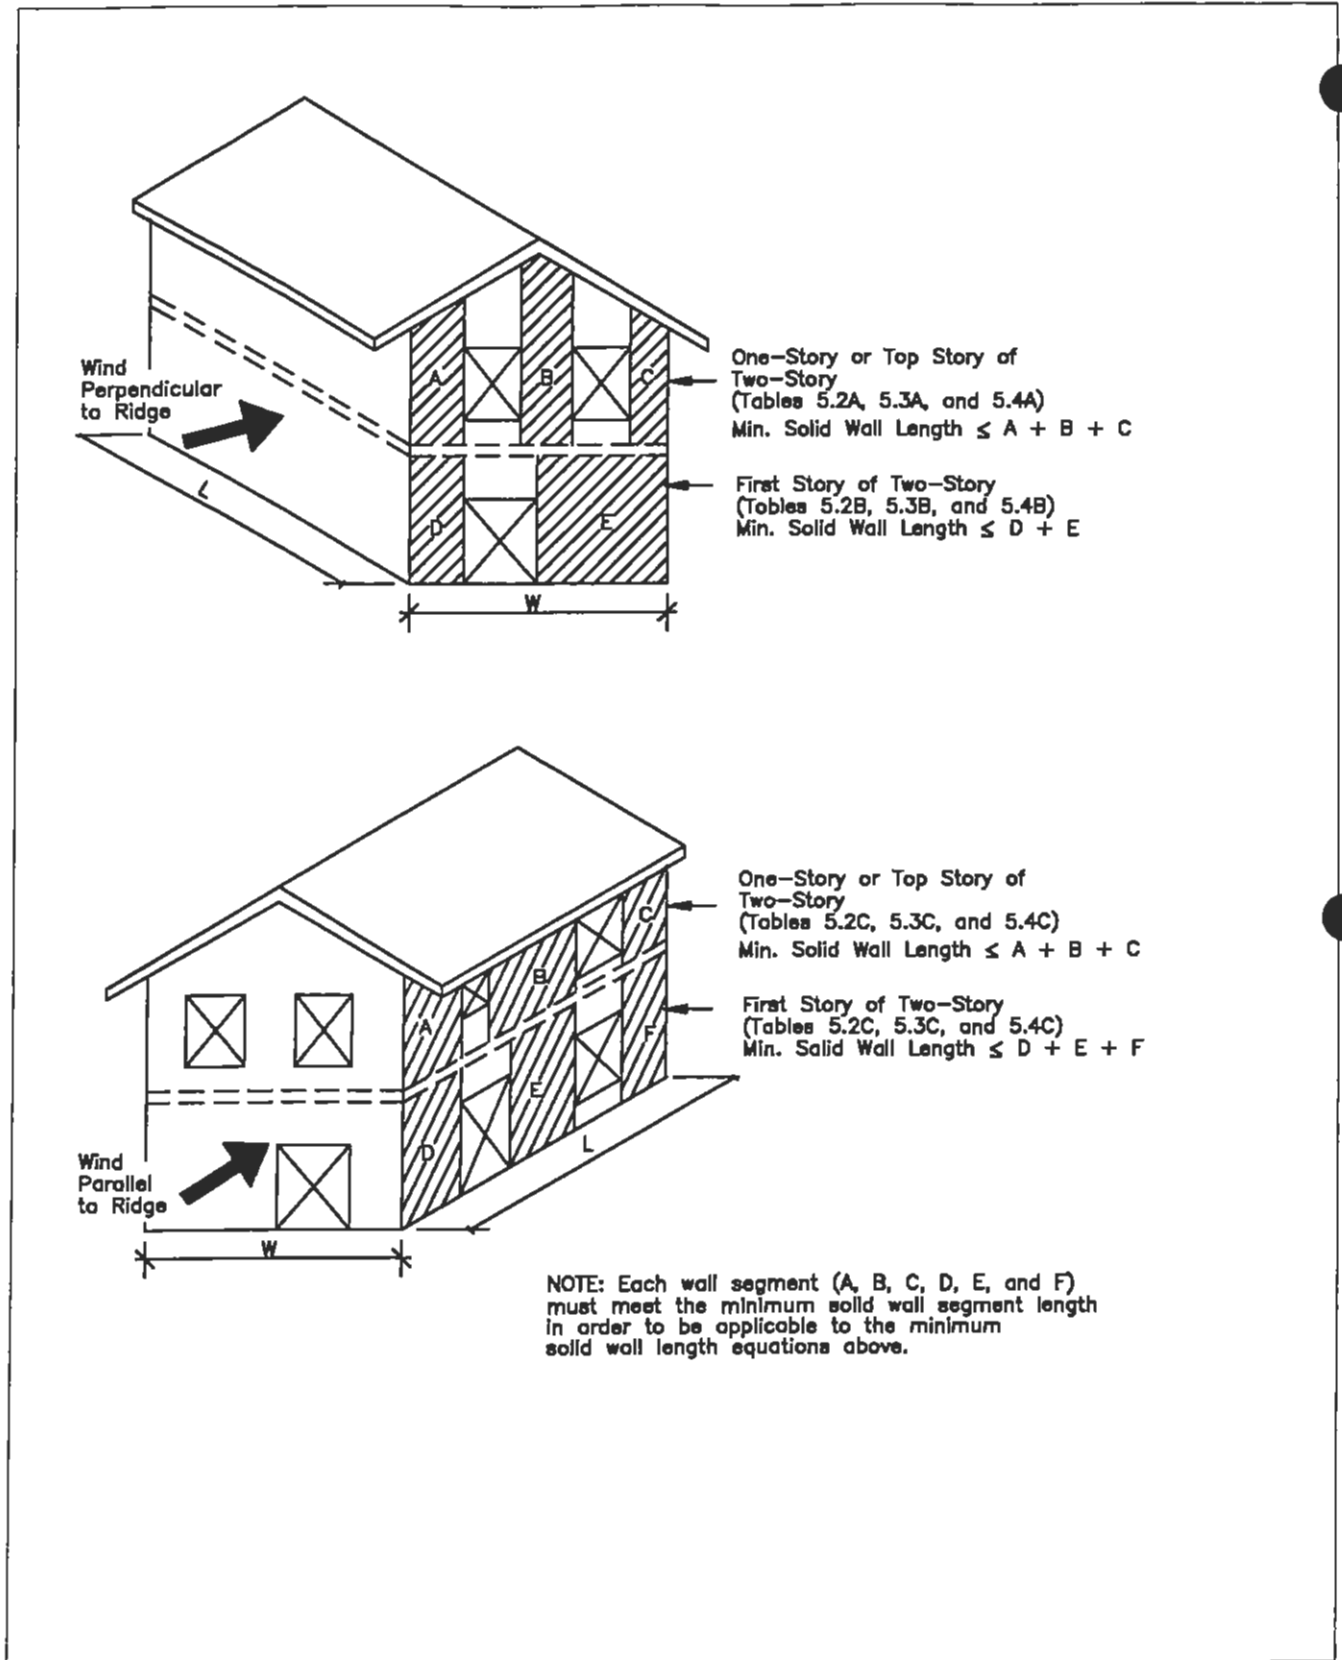 One-Story or Top Story of
Two-Story
(Tables 5.2A, 5.3A, and 5.4A)
Min. Solid Wall Length ≤ A + B + C
Wind
Perpendicular
to Ridge
A
B
C
First Story of Two-Story
(Tobles 5.2B, 5.3B, and 5.4B)
Min. Solid Wall Length ≤ D + E
L
D
E
W
One-Story or Top Story of
Two-Story
(Tables 5.2C, 5.3C, and 5.4C)
Min. Solid Wall Length ≤ A + B + C
C
B
A
First Story of Two-Story
(Tables 5.2C, 5.3C, and 5.4C)
Min. Solid Wall Length ≤ D + E + F
F
E
D
L
Wind
Parallel
to Ridge
W
NOTE: Each wall segment (A, B, C, D, E, and F)
must meet the minimum solid wall segment length
in order to be applicable to the minimum
solid wall length equations above.